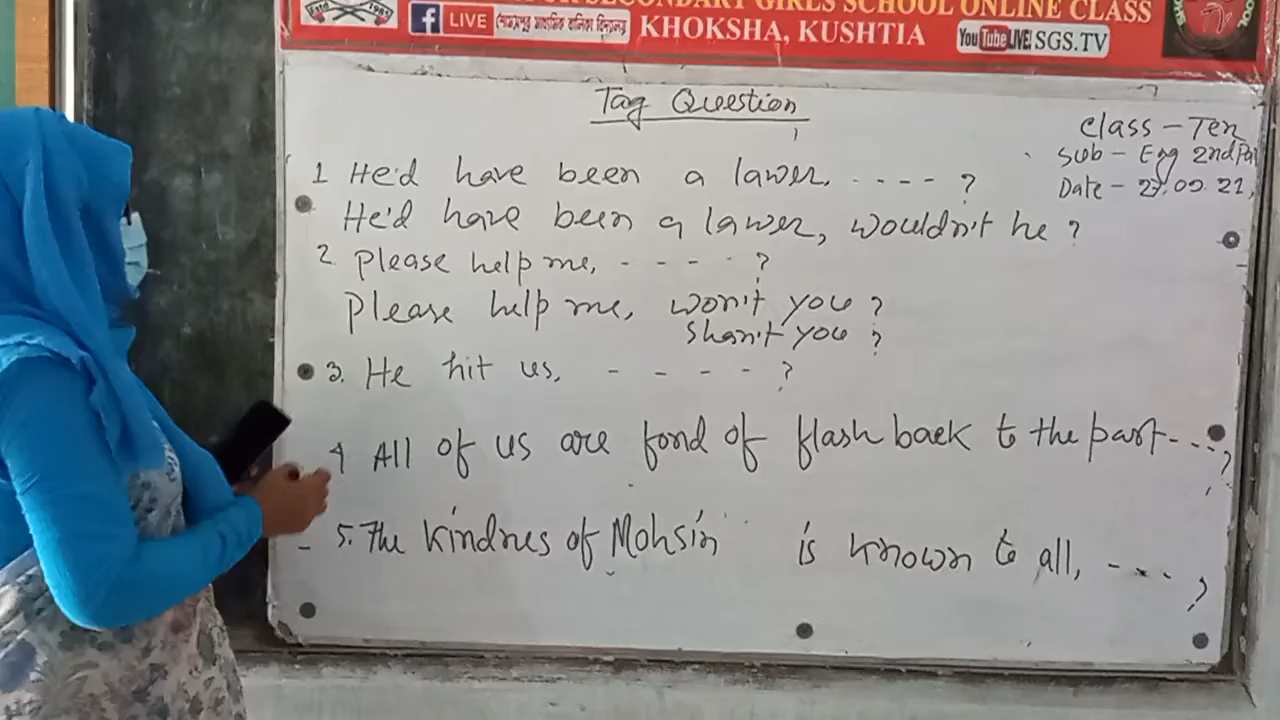 SECONDARY GIRLS SCHOOL ONLINE CLASS
Estd 1985
f LIVE
KHOKSHA, KUSHTIA
YouTube LIVE! SGS.TV
Tag Question
Class - Ten
Sub - Eng 2nd
Date - 27.09.21
1 He'd have been a lawer, ---- ?
He'd have been a lawer, wouldn't he ?
2 Please help me, ---- ?
Please help me, won't you ?
shan't you ?
3. He hit us, ---- ?
4 All of us are fond of flash back to the past ---- ?
5. The kindnes of Mohsin is known to all, ---- ?